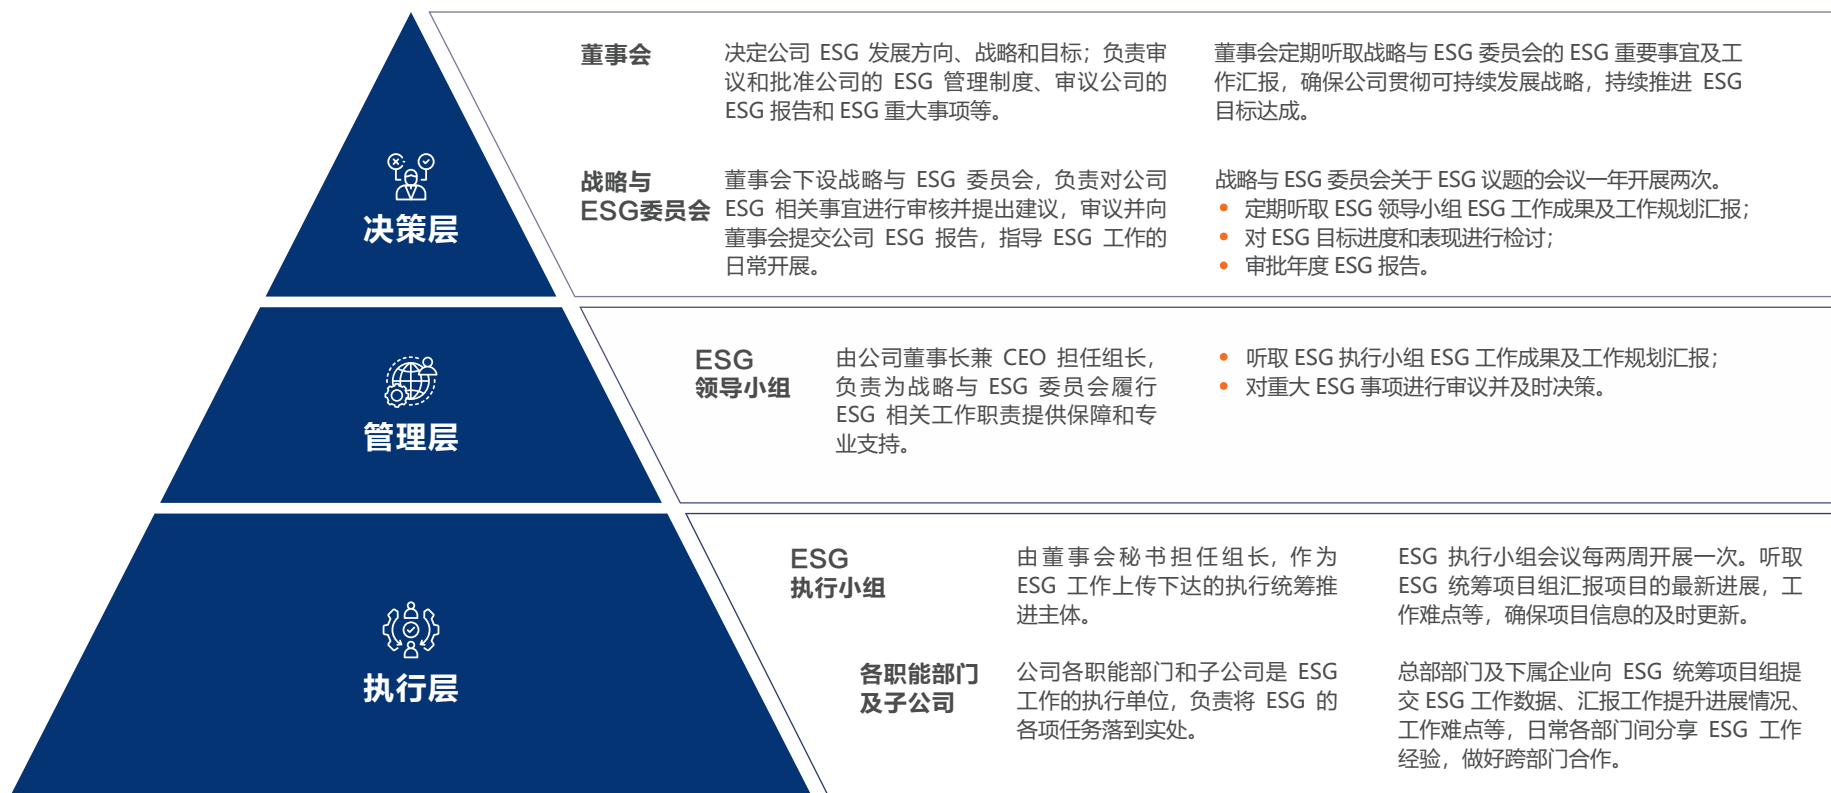 决策层
董事会
决定公司 ESG 发展方向、战略和目标；负责审
议和批准公司的 ESG 管理制度、审议公司的
ESG 报告和 ESG 重大事项等。
董事会定期听取战略与 ESG 委员会的 ESG 重要事宜及工
作汇报，确保公司贯彻可持续发展战略，持续推进 ESG
目标达成。
战略与
ESG委员会
董事会下设战略与 ESG 委员会，负责对公司
ESG 相关事宜进行审核并提出建议，审议并向
董事会提交公司 ESG 报告，指导 ESG 工作的
日常开展。
战略与 ESG 委员会关于 ESG 议题的会议一年开展两次。
• 定期听取 ESG 领导小组 ESG 工作成果及工作规划汇报；
• 对 ESG 目标进度和表现进行检讨；
• 审批年度 ESG 报告。
管理层
ESG
领导小组
由公司董事长兼 CEO 担任组长，
负责为战略与 ESG 委员会履行
ESG 相关工作职责提供保障和专
业支持。
• 听取 ESG 执行小组 ESG 工作成果及工作规划汇报；
• 对重大 ESG 事项进行审议并及时决策。
执行层
ESG
执行小组
由董事会秘书担任组长，作为
ESG 工作上传下达的执行统筹推
进主体。
ESG 执行小组会议每两周开展一次。听取
ESG 统筹项目组汇报项目的最新进展，工
作难点等，确保项目信息的及时更新。
各职能部门
及子公司
公司各职能部门和子公司是 ESG
工作的执行单位，负责将 ESG 的
各项任务落到实处。
总部部门及下属企业向 ESG 统筹项目组提
交 ESG 工作数据、汇报工作提升进展情况、
工作难点等，日常各部门间分享 ESG 工作
经验，做好跨部门合作。